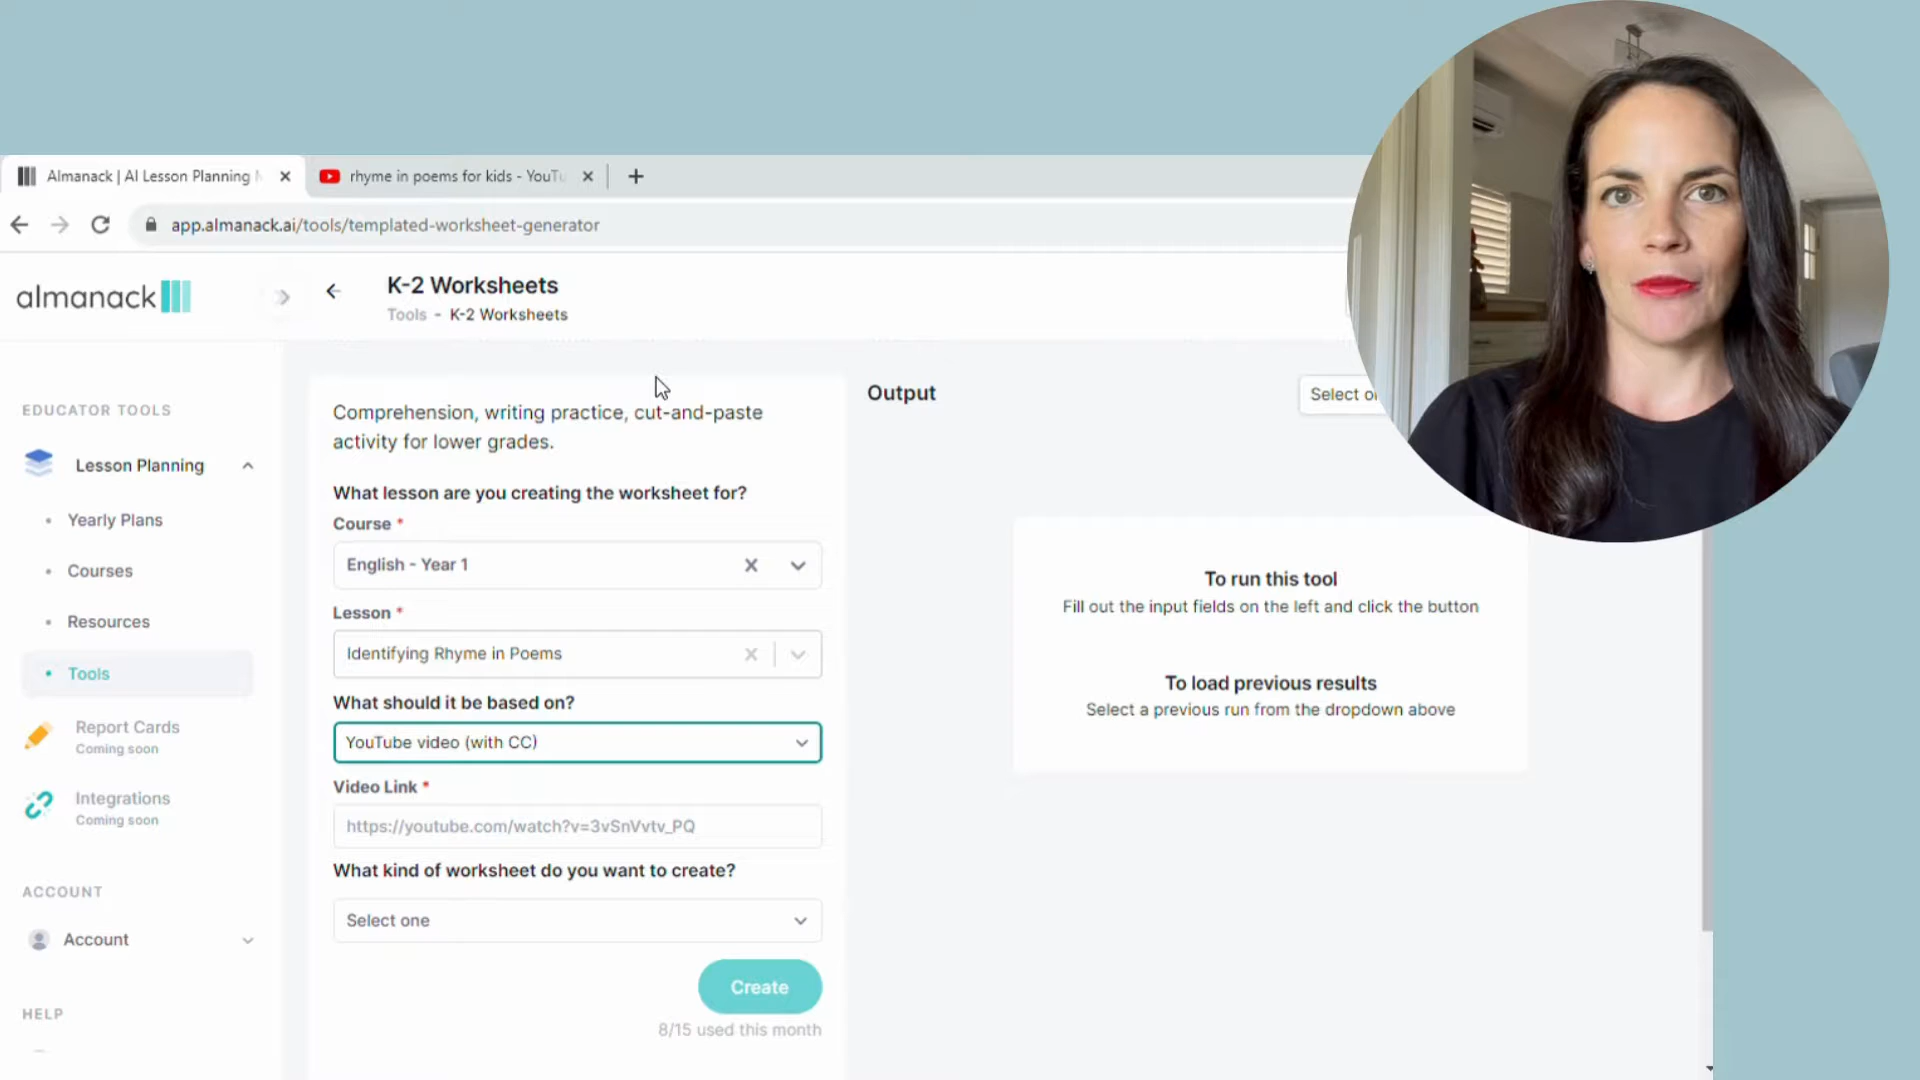 Almanack | AI Lesson Planning
rhyme in poems for kids - YouTu
app.almanack.ai/tools/templated-worksheet-generator
almanack
K-2 Worksheets
Tools - K-2 Worksheets
EDUCATOR TOOLS
Lesson Planning
Yearly Plans
Courses
Resources
Tools
Report Cards
Coming soon
Integrations
Coming soon
ACCOUNT
Account
HELP
Comprehension, writing practice, cut-and-paste
activity for lower grades.
What lesson are you creating the worksheet for?
Course *
English - Year 1
Lesson *
Identifying Rhyme in Poems
What should it be based on?
YouTube video (with CC)
Video Link *
https://youtube.com/watch?v=3vSnVvtv_PQ
What kind of worksheet do you want to create?
Select one
Create
8/15 used this month
Output
Select
To run this tool
Fill out the input fields on the left and click the button
To load previous results
Select a previous run from the dropdown above